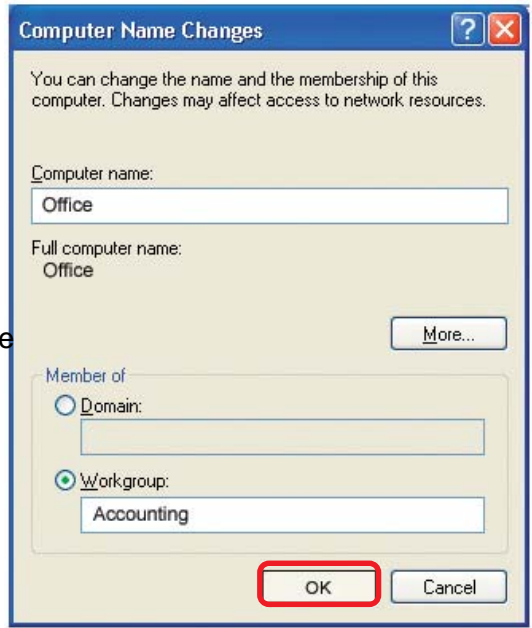 Computer Name Changes
You can change the name and the membership of this
computer. Changes may affect access to network resources.
Computer name:
Office
Full computer name:
Office
e
More...
Member of
Domain:
Workgroup:
Accounting
OK Cancel